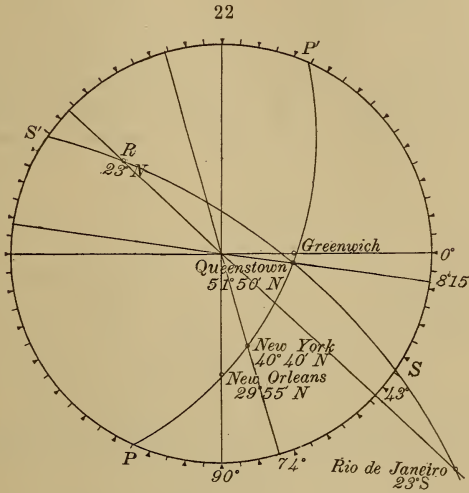 22
P'
S'
R
23° N
Greenwich
0°
Queenstown
51° 50' N
8°15'
New York
40° 40' N
S
New Orleans
29° 55' N
43°
P
74°
90°
Rio de Janeiro
23° S